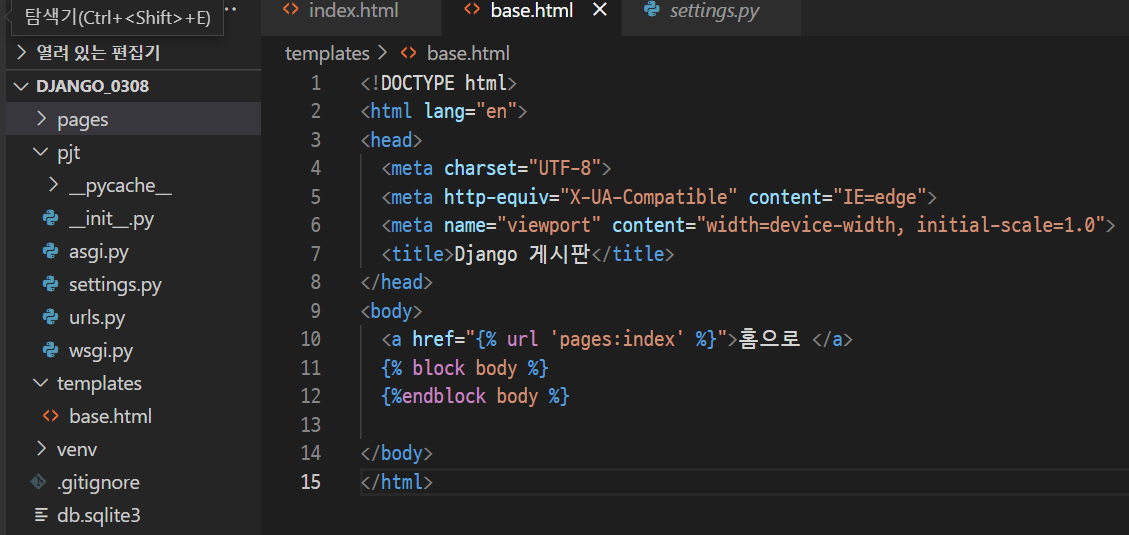 탐색기(Ctrl+<Shift>+E)
index.html
base.html
settings.py
열려 있는 편집기
templates > base.html
DJANGO_0308
pages
pjt
__pycache__
__init__.py
asgi.py
settings.py
urls.py
wsgi.py
templates
base.html
venv
.gitignore
db.sqlite3
1 <!DOCTYPE html>
2 <html lang="en">
3 <head>
4 <meta charset="UTF-8">
5 <meta http-equiv="X-UA-Compatible" content="IE=edge">
6 <meta name="viewport" content="width=device-width, initial-scale=1.0">
7 <title>Django 게시판</title>
8 </head>
9 <body>
10 <a href="{% url 'pages:index' %}">홈으로 </a>
11 {% block body %}
12 {%endblock body %}
13
14 </body>
15 </html>